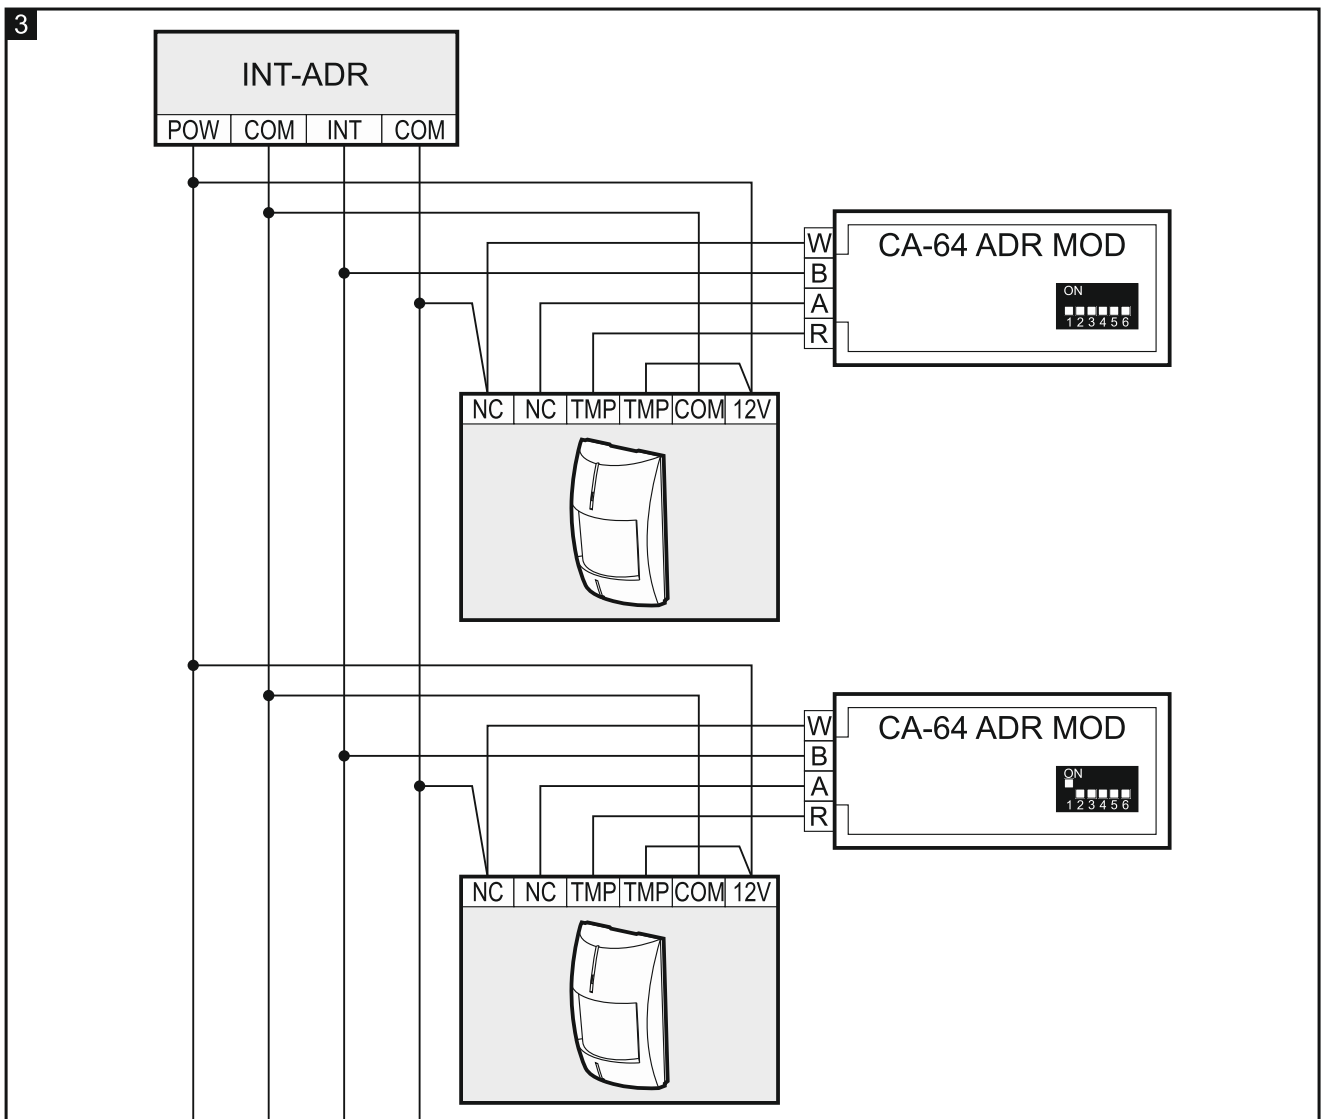 3
INT-ADR
POW COM INT COM
W CA-64 ADR MOD
B
ON
A
1 2 3 4 5 6
R
NC NC TMP TMP COM 12V
W CA-64 ADR MOD
B
ON
A
1 2 3 4 5 6
R
NC NC TMP TMP COM 12V